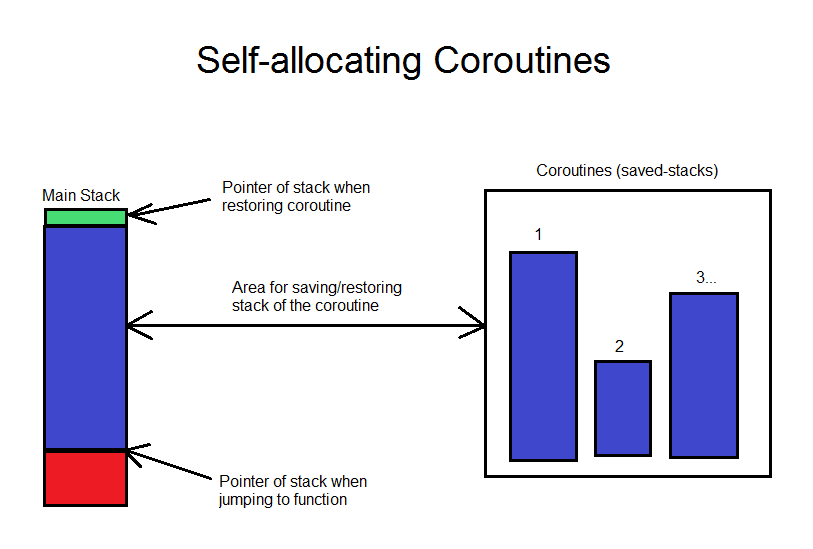 Self-allocating Coroutines
Main Stack
Pointer of stack when
restoring coroutine
Coroutines (saved-stacks)
1
Area for saving/restoring
stack of the coroutine
3...
2
Pointer of stack when
jumping to function